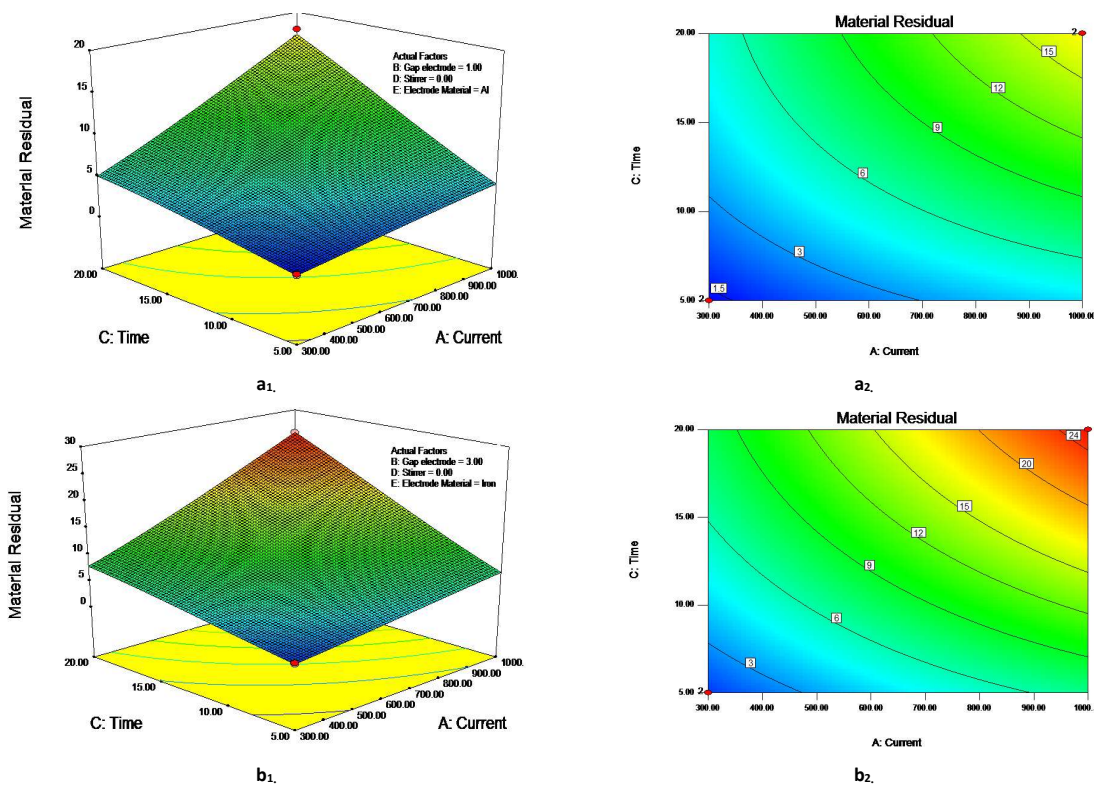 Material Residual
20
15
10
5
0
20.00
15.00
10.00
5.00
C: Time
300.00
400.00
500.00
600.00
700.00
800.00
900.00
1000.
A: Current
Actual Factors
B: Gap electrode = 1.00
D: Stirrer = 0.00
E: Electrode Material = Al
a1.
Material Residual
C: Time
20.00
15.00
10.00
5.00
2
15
12
9
6
3
1.5
2
300.00 400.00 500.00 600.00 700.00 800.00 900.00 1000.00
A: Current
a2.
Material Residual
30
25
20
15
10
5
0
20.00
15.00
10.00
5.00
C: Time
300.00
400.00
500.00
600.00
700.00
800.00
900.00
1000.
A: Current
Actual Factors
B: Gap electrode = 3.00
D: Stirrer = 0.00
E: Electrode Material = Iron
b1.
Material Residual
C: Time
20.00
15.00
10.00
5.00
24
20
15
12
9
6
3
2
300.00 400.00 500.00 600.00 700.00 800.00 900.00 1000.
A: Current
b2.